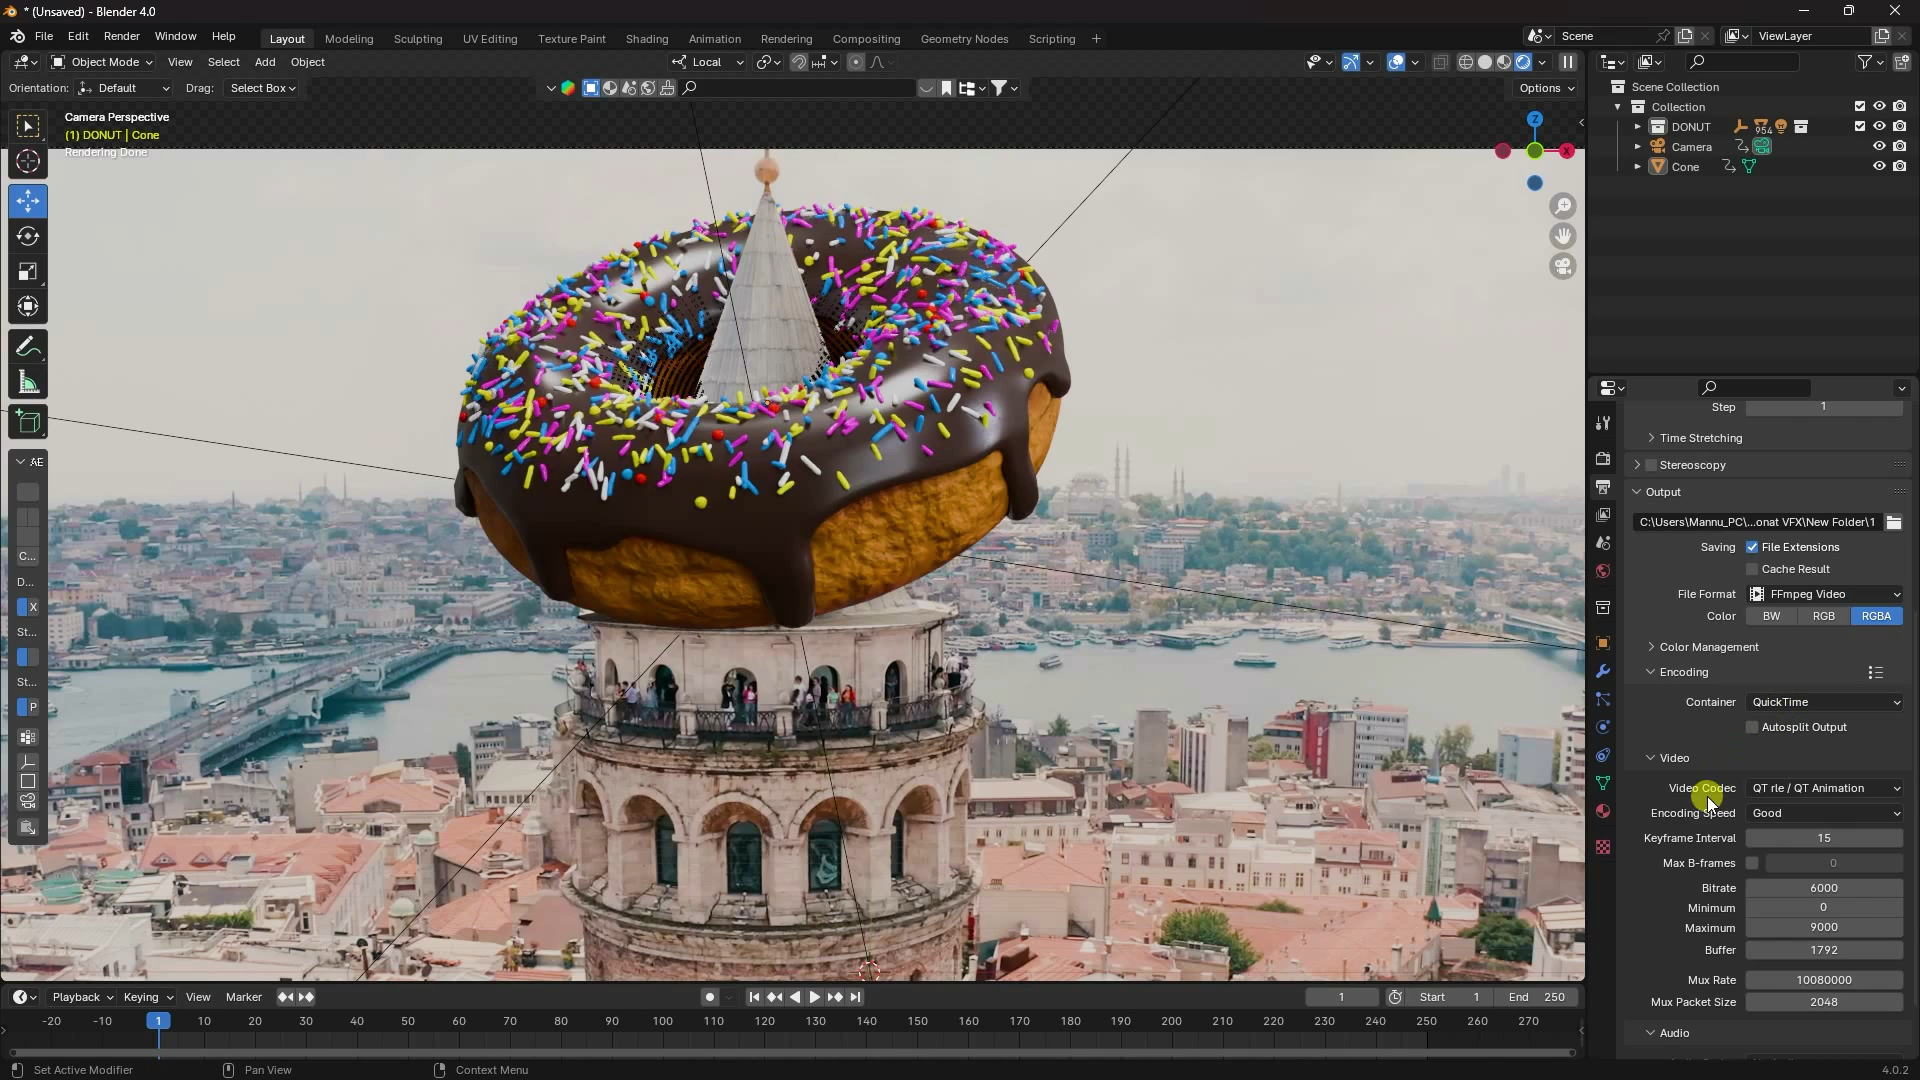 * (Unsaved) - Blender 4.0
File Edit Render Window Help
Layout Modeling Sculpting UV Editing Texture Paint Shading Animation Rendering Compositing Geometry Nodes Scripting +
Scene
ViewLayer
Object Mode View Select Add Object
Local
Orientation: Default Drag: Select Box
Options
Camera Perspective
(1) DONUT | Cone
Rendering Done
Z
X
Scene Collection
Collection
DONUT 954
Camera
Cone
AE
C...
D...
X
St...
St...
P
Step 1
Time Stretching
Stereoscopy
Output
C:\Users\Mannu_PC\...onat VFX\New Folder\1
Saving File Extensions
Cache Result
File Format FFmpeg Video
Color BW RGB RGBA
Color Management
Encoding
Container QuickTime
Autosplit Output
Video
Video Codec QT rle / QT Animation
Encoding Speed Good
Keyframe Interval 15
Max B-frames 0
Bitrate 6000
Minimum 0
Maximum 9000
Buffer 1792
Mux Rate 10080000
Mux Packet Size 2048
Audio
Playback Keying View Marker
1 Start 1 End 250
-20 -10 1 10 20 30 40 50 60 70 80 90 100 110 120 130 140 150 160 170 180 190 200 210 220 230 240 250 260 270
Set Active Modifier Pan View Context Menu
4.0.2